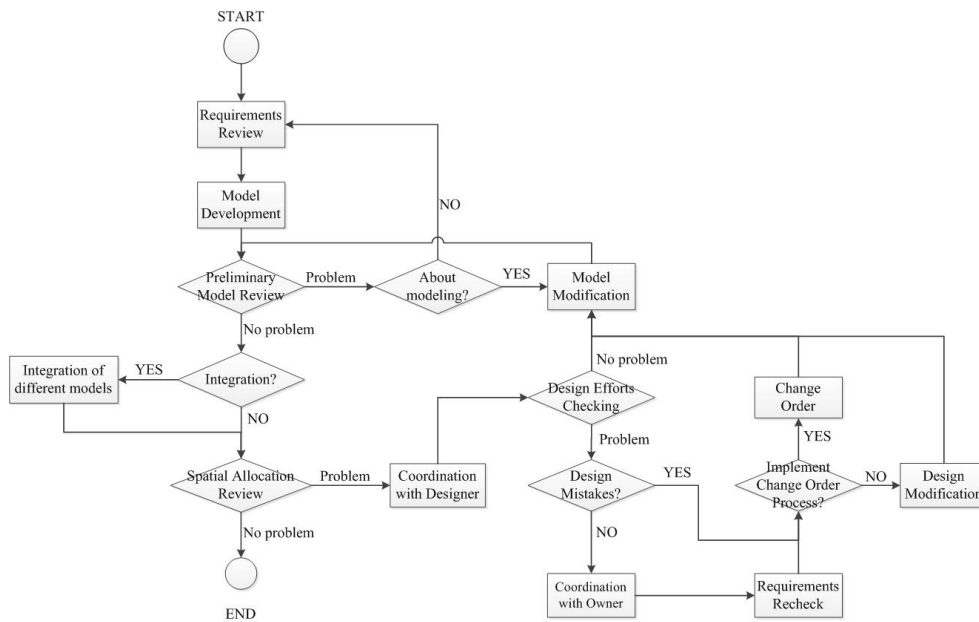 START
Requirements
Review
Model
Development
NO
Preliminary
Model Review
Problem
About
modeling?
YES
Model
Modification
No problem
Integration of
different models
YES
Integration?
NO
No problem
Design Efforts
Checking
Change
Order
Problem
YES
Spatial Allocation
Review
Problem
Coordination
with Designer
Design
Mistakes?
YES
Implement
Change Order
Process?
NO
Design
Modification
No problem
NO
Coordination
with Owner
Requirements
Recheck
END